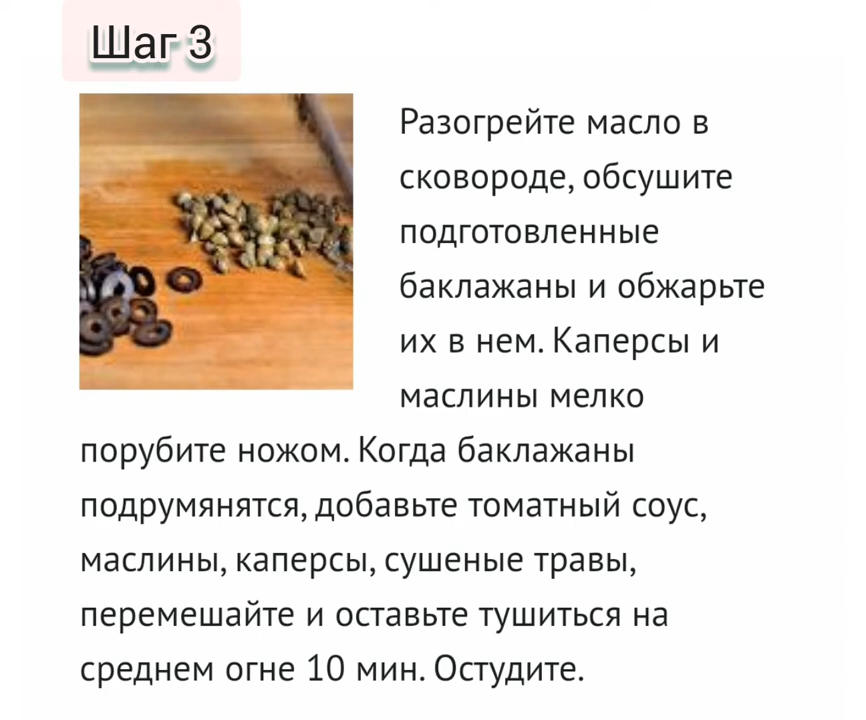 Шаг 3
Разогрейте масло в
сковороде, обсушите
подготовленные
баклажаны и обжарьте
их в нем. Каперсы и
маслины мелко
порубите ножом. Когда баклажаны
подрумянятся, добавьте томатный соус,
маслины, каперсы, сушеные травы,
перемешайте и оставьте тушиться на
среднем огне 10 мин. Остудите.